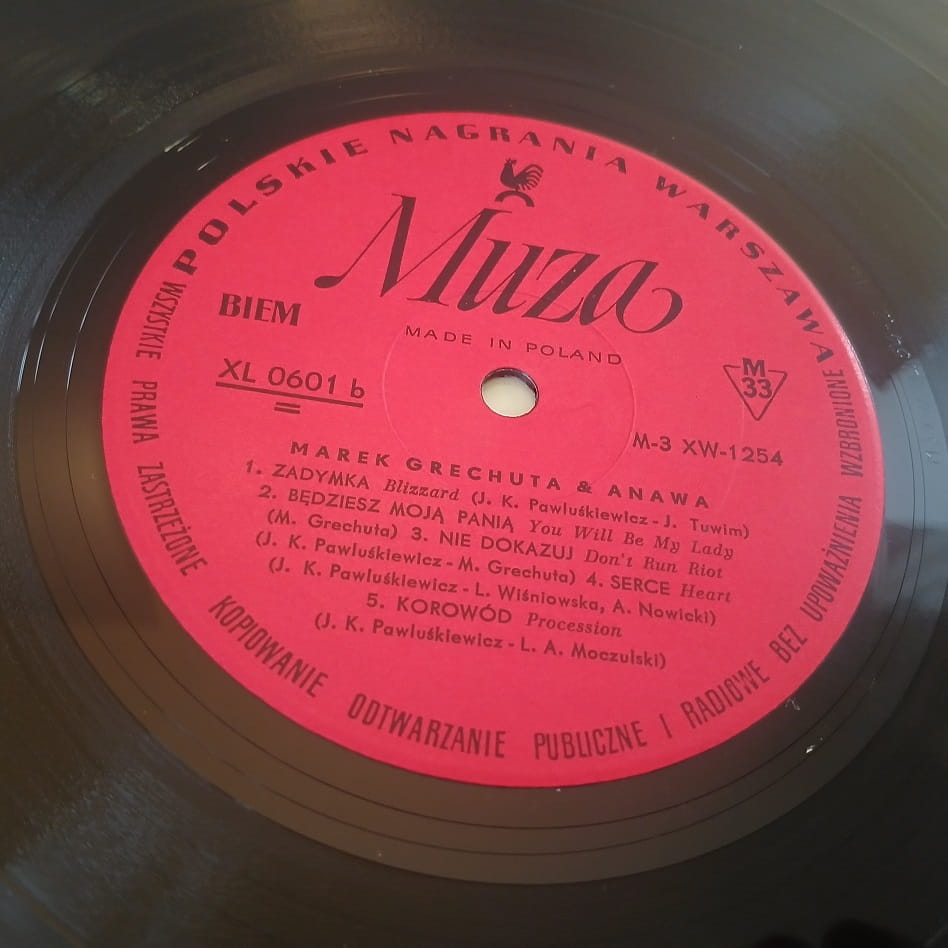 POLSKIE NAGRANIA WARSZAWA
Muza
MADE IN POLAND
BIEM
XL 0601 b
M
33
M-3 XW-1254
MAREK GRECHUTA & ANAWA
1. ZADYMKA Blizzard (J. K. Pawluśkiewicz - J. Tuwim)
2. BĘDZIESZ MOJĄ PANIĄ You Will Be My Lady
(M. Grechuta) 3. NIE DOKAZUJ Don't Run Riot
(J. K. Pawluśkiewicz - M. Grechuta) 4. SERCE Heart
(J. K. Pawluśkiewicz - L. Wiśniowska, A. Nowicki)
5. KOROWÓD Procession
(J. K. Pawluśkiewicz - L. A. Moczulski)
WSZYSTKIE PRAWA ZASTRZEŻONE KOPIOWANIE ODTWARZANIE PUBLICZNE I RADIOWE BEZ UPOWAŻNIENIA WZBRONIONE